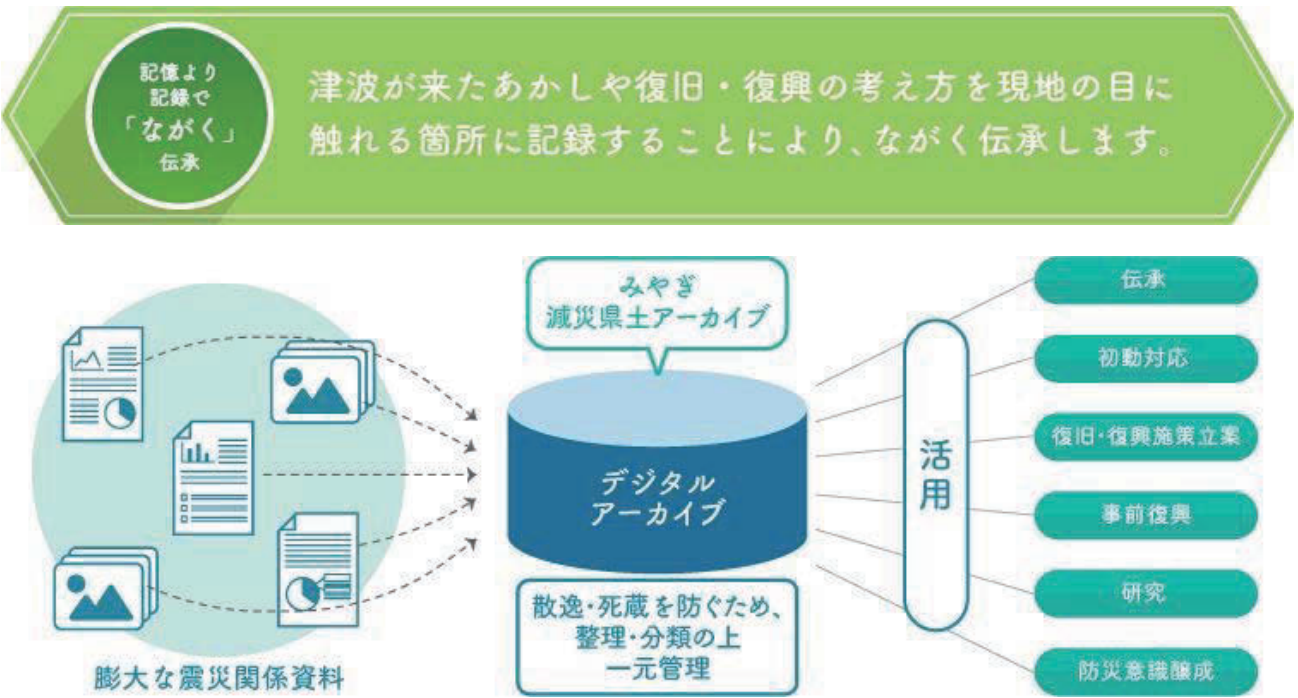 記憶より
記録で
「ながく」
伝承
津波が来たあかしや復旧・復興の考え方を現地の目に
触れる箇所に記録することにより、ながく伝承します。
膨大な震災関係資料
みやぎ
減災県土アーカイブ
デジタル
アーカイブ
散逸・死蔵を防ぐため、
整理・分類の上
一元管理
活用
伝承
初動対応
復旧・復興施策立案
事前復興
研究
防災意識醸成